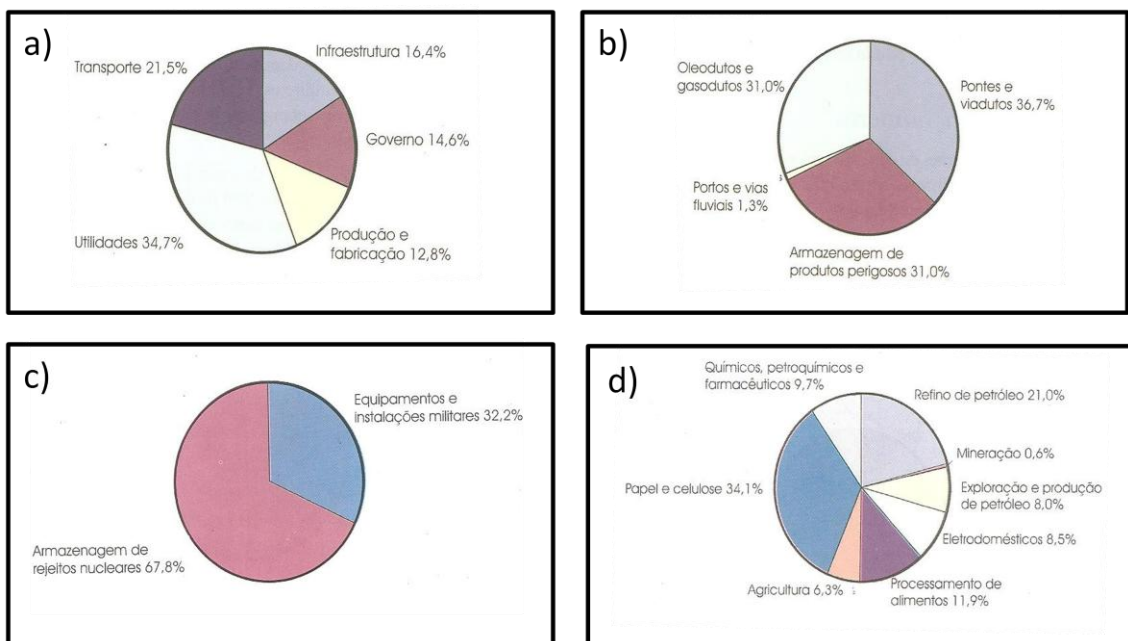 a)
Infraestrutura 16,4%
Transporte 21,5%
Governo 14,6%
Utilidades 34,7%
Produção e
fabricação 12,8%
b)
Oleodutos e
gasodutos 31,0%
Pontes e
viadutos 36,7%
Portos e vias
fluviais 1,3%
Armazenagem de
produtos perigosos 31,0%
c)
Equipamentos e
instalações militares 32,2%
Armazenagem de
rejeitos nucleares 67,8%
d)
Químicos, petroquímicos e
farmacêuticos 9,7%
Refino de petróleo 21,0%
Mineração 0,6%
Papel e celulose 34,1%
Exploração e produção
de petróleo 8,0%
Eletrodomésticos 8,5%
Agricultura 6,3%
Processamento de
alimentos 11,9%